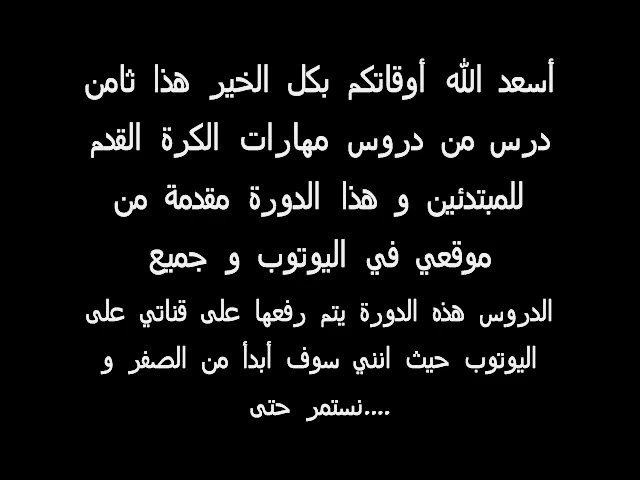 أسعد الله أوقاتكم بكل الخير هذا ثامن
درس من دروس مهارات الكرة القدم
للمبتدئين و هذا الدورة مقدمة من
موقعي في اليوتوب و جميع
الدروس هذه الدورة يتم رفعها على قناتي على
اليوتوب حيث انني سوف أبدأ من الصفر و
نستمر حتى....